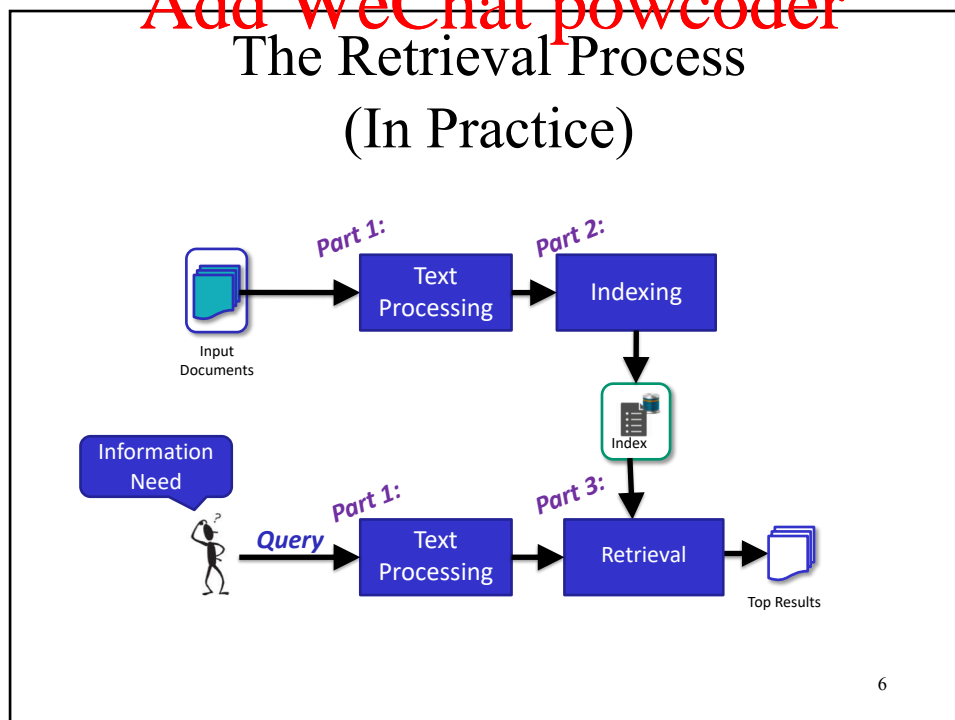 Add WeChat powcoder
The Retrieval Process
(In Practice)
Part 1:
Part 2:
Text
Processing
Indexing
Input
Documents
Index
Information
Need
Part 1:
Part 3:
?
Query
Text
Processing
Retrieval
Top Results
6